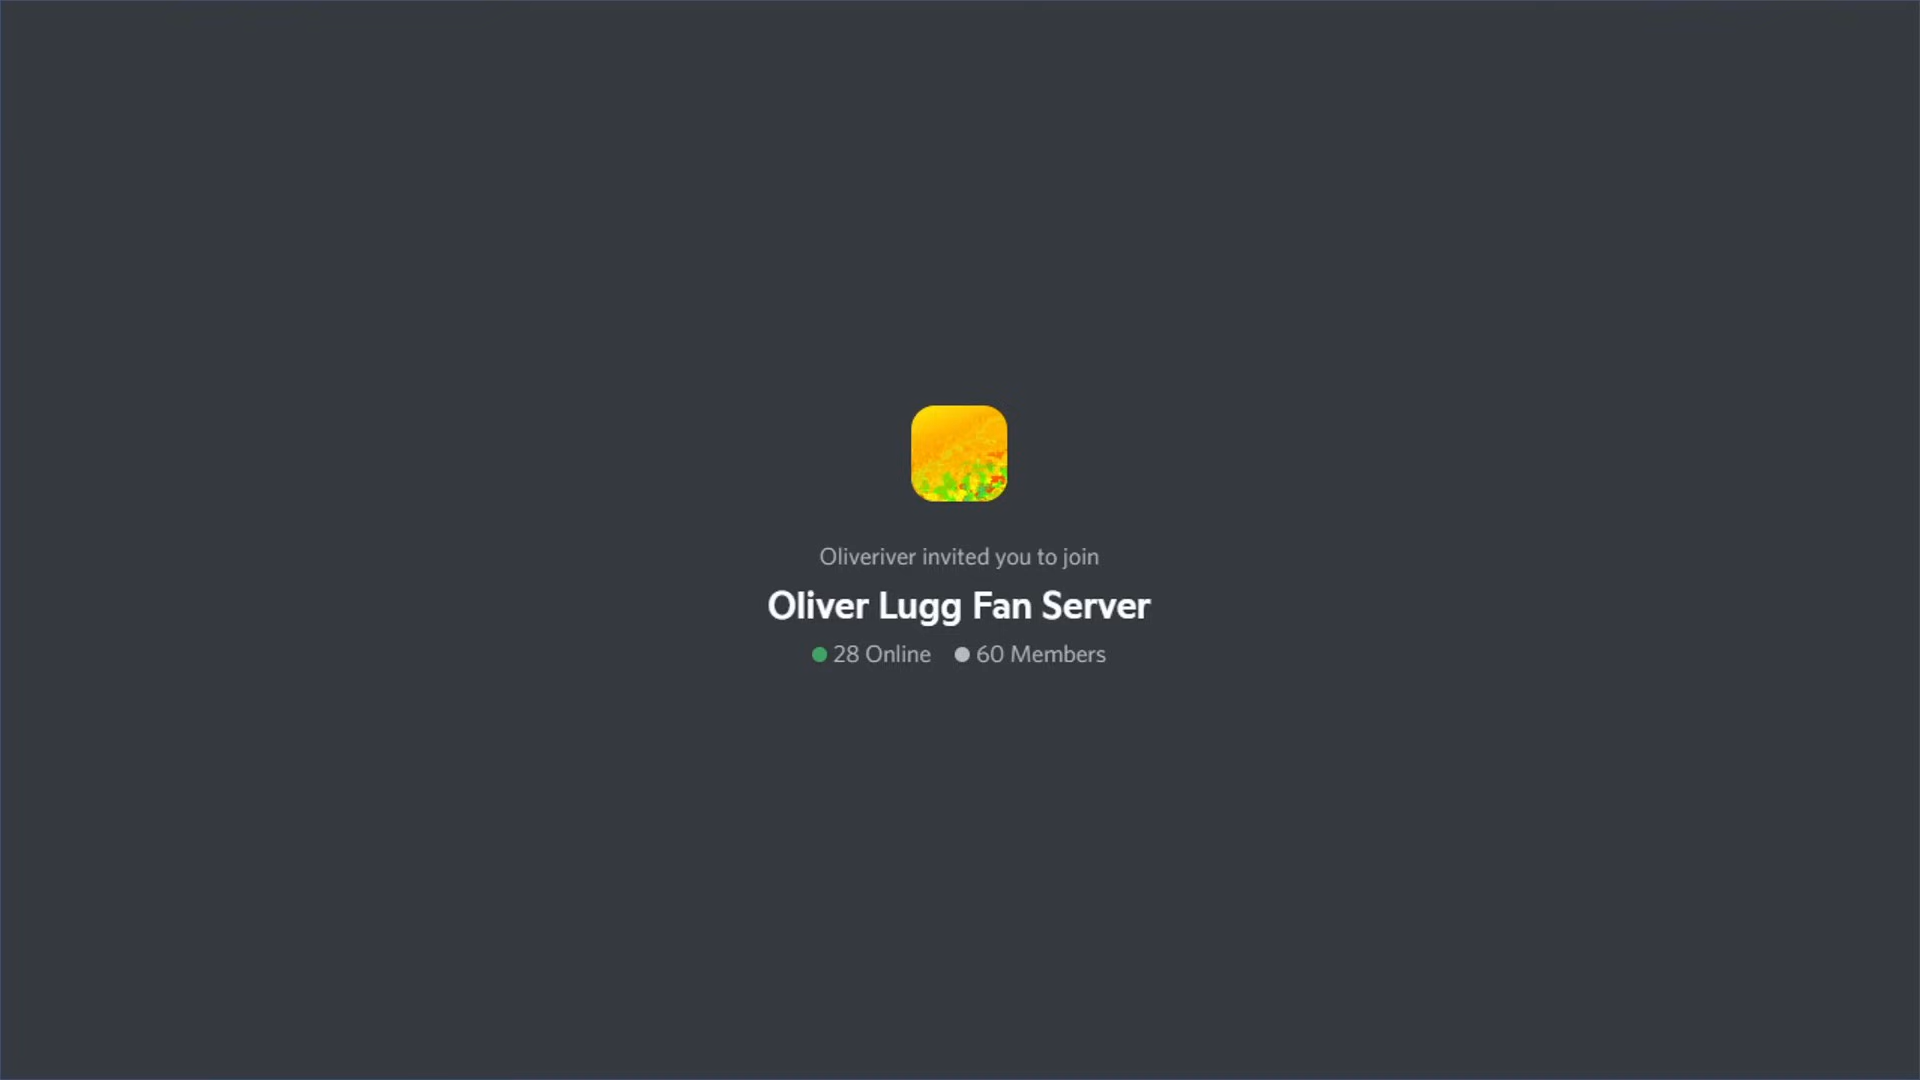 Oliveriver invited you to join
Oliver Lugg Fan Server
28 Online 60 Members